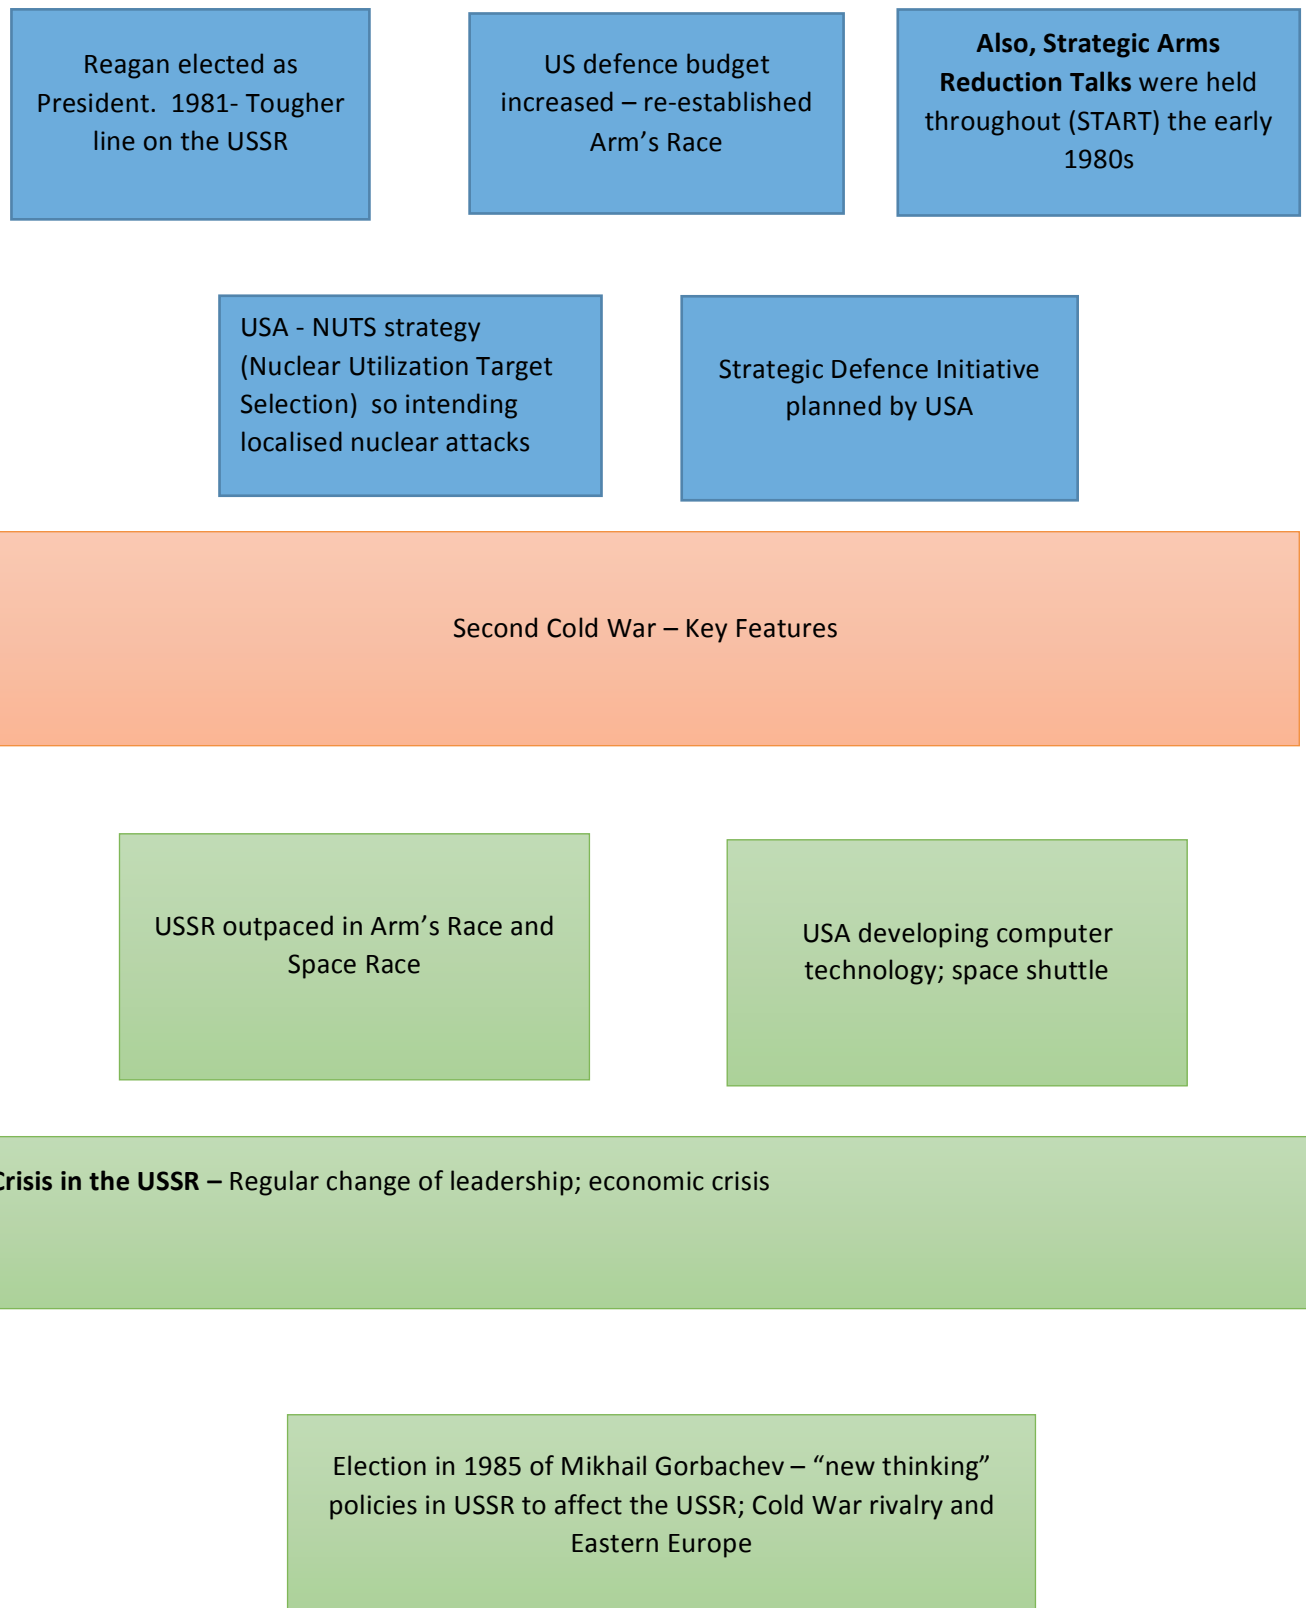 Reagan elected as
President.  1981- Tougher
line on the USSR
US defence budget
increased – re-established
Arm’s Race
Also, Strategic Arms
Reduction Talks were held
throughout (START) the early
1980s
USA - NUTS strategy
(Nuclear Utilization Target
Selection)  so intending
localised nuclear attacks
Strategic Defence Initiative
planned by USA
Second Cold War – Key Features
USSR outpaced in Arm’s Race and
Space Race
USA developing computer
technology; space shuttle
Crisis in the USSR – Regular change of leadership; economic crisis
Election in 1985 of Mikhail Gorbachev – “new thinking”
policies in USSR to affect the USSR; Cold War rivalry and
Eastern Europe